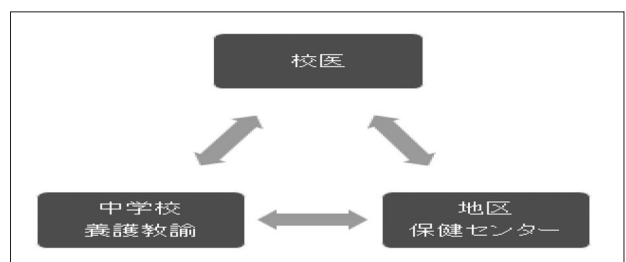 校医
中学校
養護教諭
地区
保健センター